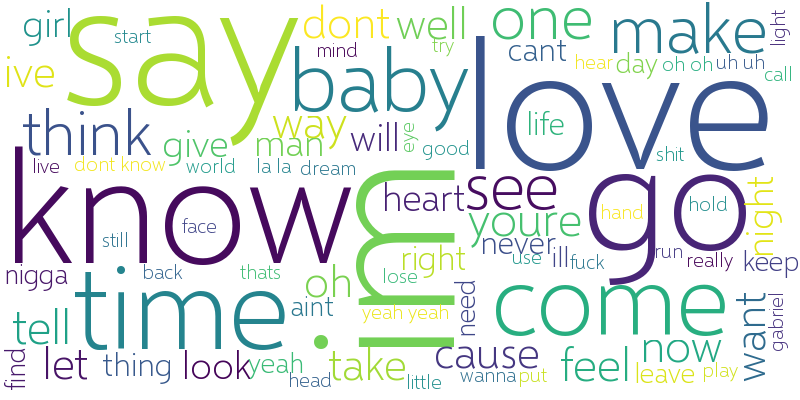 girl
start
say
dont
well
one
make
light
mind
try
cant
ive
baby
love
hear
day
oh oh
uh uh
call
think
way
give
man
will
eye
good
life
shit
live
dont know
world
la la
dream
know
im
heart
see
youre
go
hand
hold
night
face
still
never
ill
fuck
use
run
really
keep
nigga
back
thats
right
lose
oh
time
aint
need
come
want
gabriel
tell
yeah yeah
find
let
thing
look
yeah
head
take
little
cause
wanna
put
feel
now
leave
play